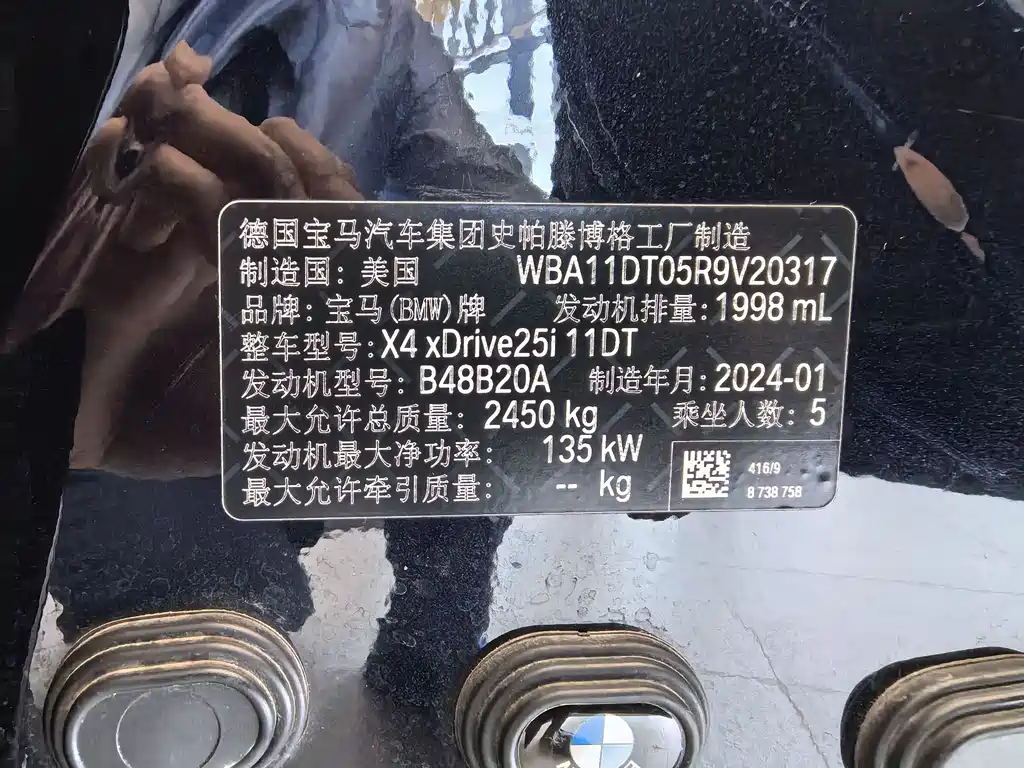 德国宝马汽车集团史帕滕博格工厂制造
制造国: 美国 WBA11DT05R9V20317
品牌: 宝马(BMW)牌 发动机排量: 1998 mL
整车型号: X4 xDrive25i 11DT
发动机型号: B48B20A 制造年月: 2024-01
最大允许总质量: 2450 kg 乘坐人数: 5
发动机最大净功率: 135 kW
最大允许牵引质量: -- kg
416/9
8 738 758